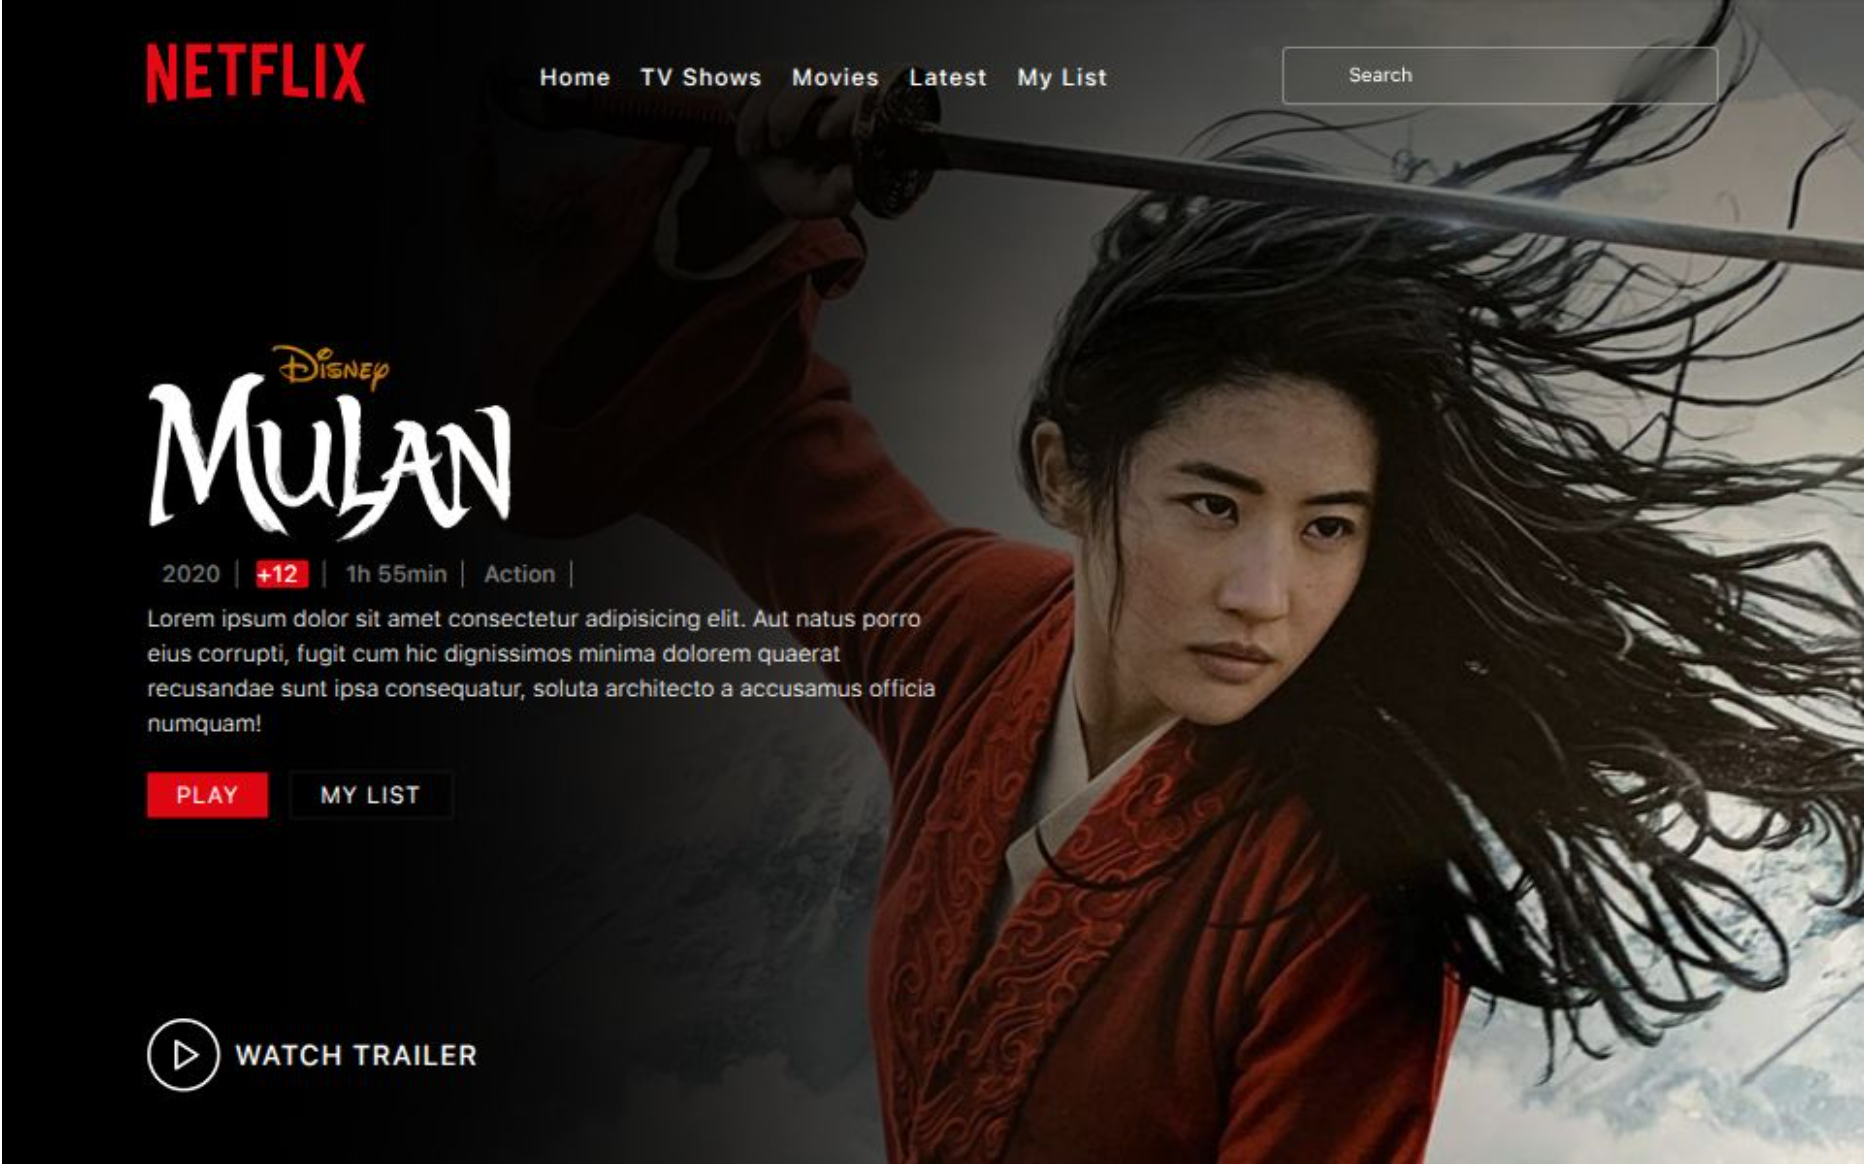 NETFLIX
Home TV Shows Movies Latest My List
Search
Disney
MULAN
2020 | +12 | 1h 55min | Action |
Lorem ipsum dolor sit amet consectetur adipisicing elit. Aut natus porro
eius corrupti, fugit cum hic dignissimos minima dolorem quaerat
recusandae sunt ipsa consequatur, soluta architecto a accusamus officia
numquam!
PLAY MY LIST
WATCH TRAILER